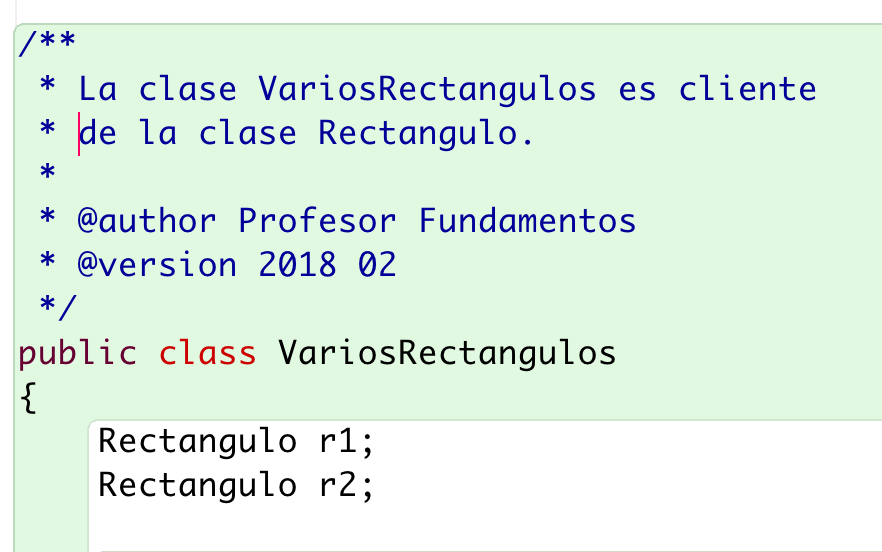 /**
 * La clase VariosRectangulos es cliente
 * de la clase Rectangulo.
 *
 * @author Profesor Fundamentos
 * @version 2018 02
 */
public class VariosRectangulos
{
Rectangulo r1;
Rectangulo r2;